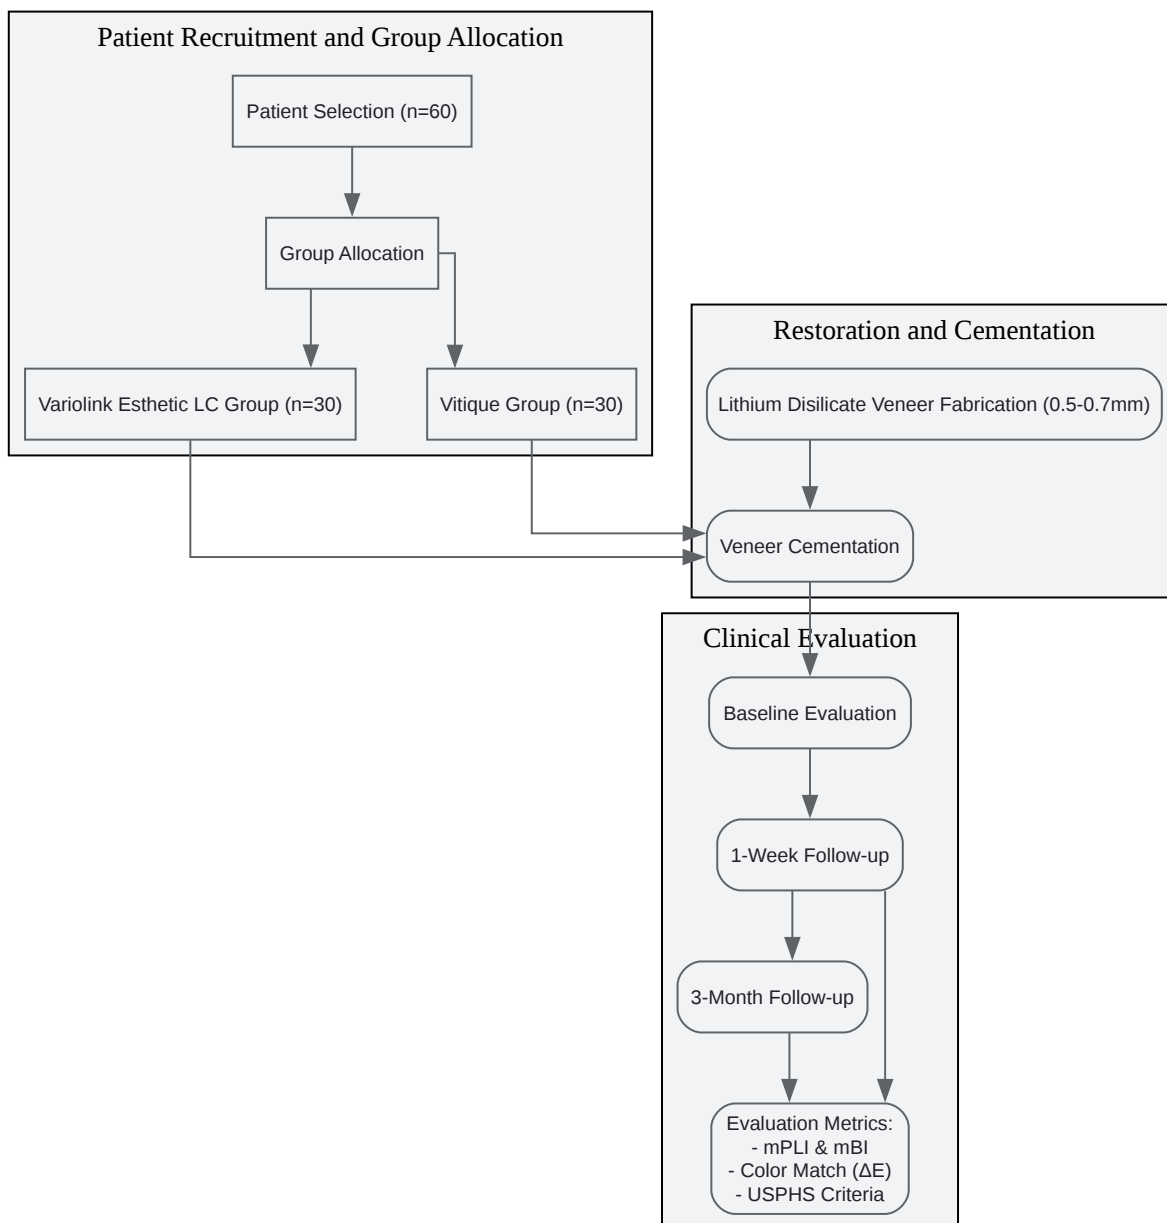 Patient Recruitment and Group Allocation
Patient Selection (n=60)
Group Allocation
Variolink Esthetic LC Group (n=30)
Vitique Group (n=30)
Restoration and Cementation
Lithium Disilicate Veneer Fabrication (0.5-0.7mm)
Veneer Cementation
Clinical Evaluation
Baseline Evaluation
1-Week Follow-up
3-Month Follow-up
Evaluation Metrics:
- mPLI & mBI
- Color Match (ΔE)
- USPHS Criteria